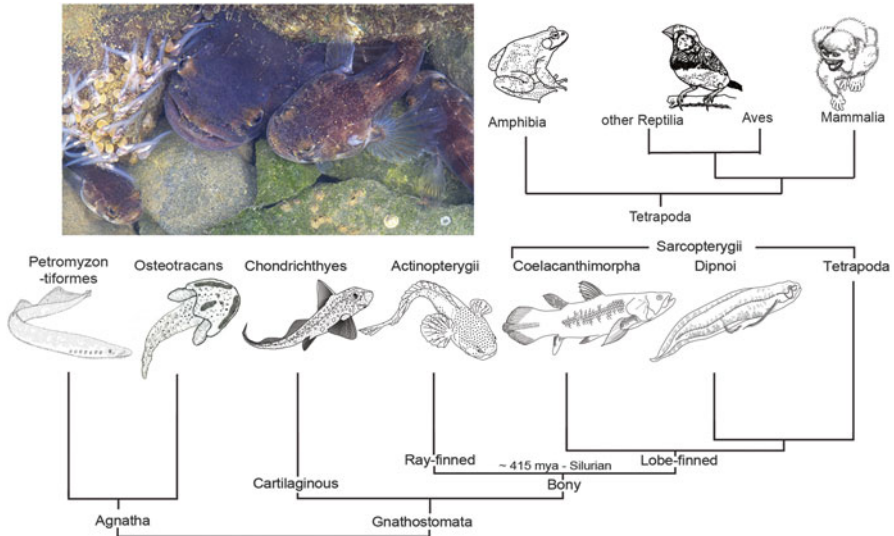 Amphibia
other Reptilia
Aves
Mammalia
Tetrapoda
Sarcopterygii
Petromyzon
-tiformes
Osteotracans
Chondrichthyes
Actinopterygii
Coelacanthimorpha
Dipnoi
Tetrapoda
Ray-finned
~ 415 mya - Silurian
Lobe-finned
Cartilaginous
Bony
Agnatha
Gnathostomata